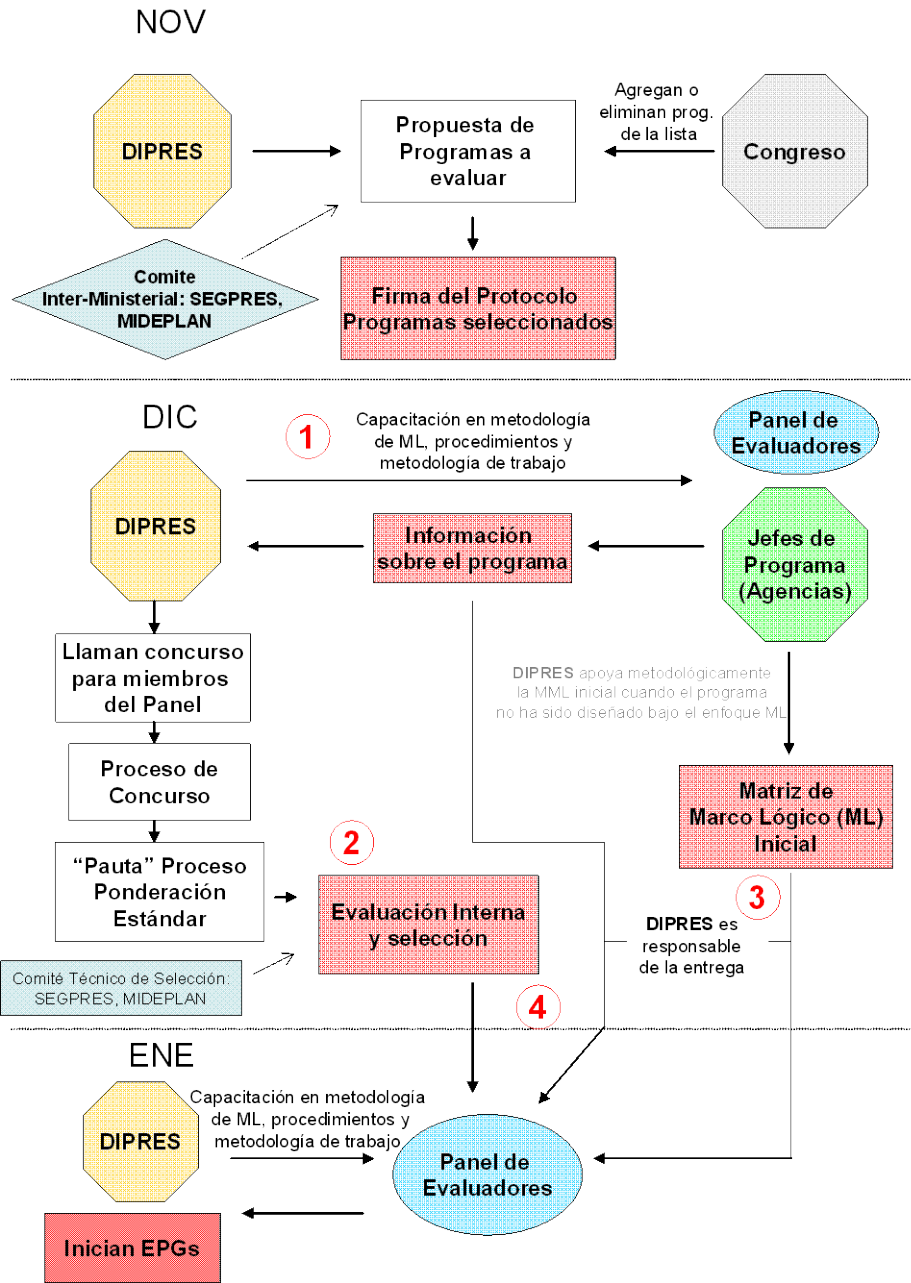 NOV
Agregan o
eliminan prog.
de la lista
DIPRES
Propuesta de
Programas a
evaluar
Congreso
Comite
Inter-Ministerial: SEGPRES,
MIDEPLAN
Firma del Protocolo
Programas seleccionados
DIC
1
Capacitación en metodología
de ML, procedimientos y
metodología de trabajo
Panel de
Evaluadores
DIPRES
Información
sobre el programa
Jefes de
Programa
(Agencias)
Llaman concurso
para miembros
del Panel
DIPRES apoya metodológicamente
la MML inicial cuando el programa
no ha sido diseñado bajo el enfoque ML
Proceso de
Concurso
Matriz de
Marco Lógico (ML)
Inicial
“Pauta” Proceso
Ponderación
Estándar
2
Evaluación Interna
y selección
3
DIPRES es
responsable
de la entrega
Comité Técnico de Selección:
SEGPRES, MIDEPLAN
4
ENE
Capacitación en metodología
de ML, procedimientos y
metodología de trabajo
DIPRES
Panel de
Evaluadores
Inician EPGs